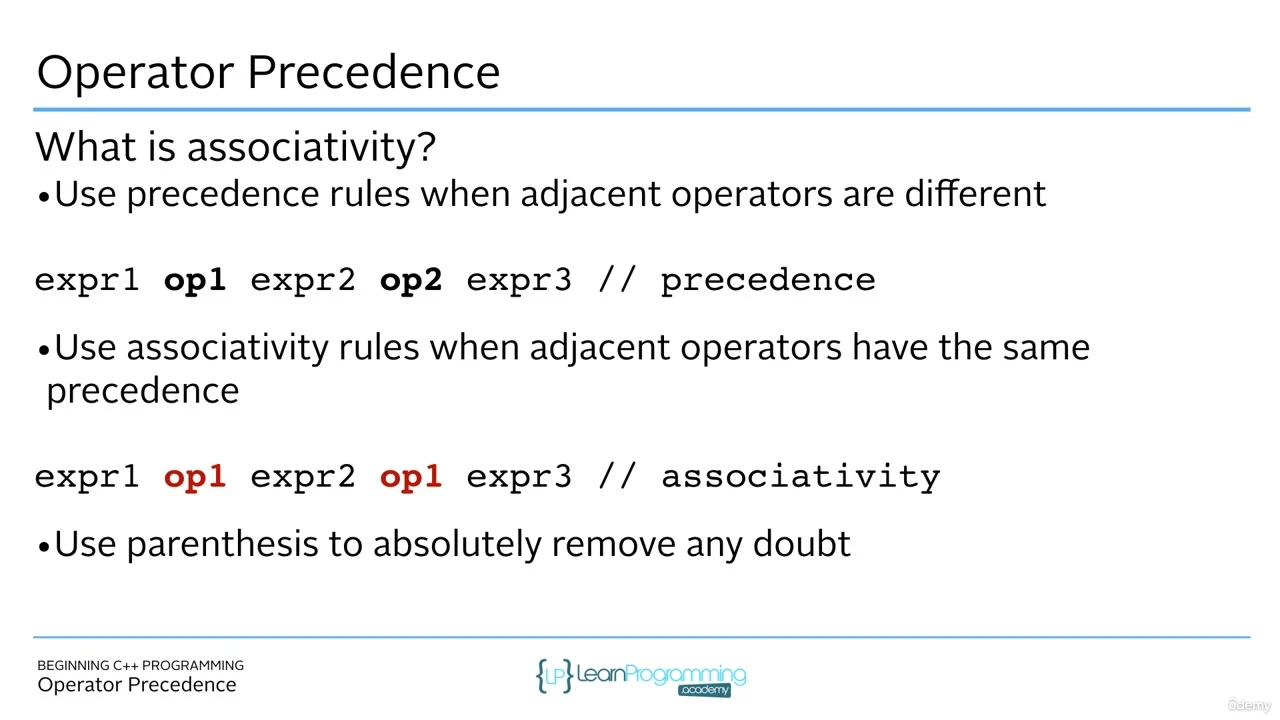 Operator Precedence
What is associativity?
•Use precedence rules when adjacent operators are different
expr1 op1 expr2 op2 expr3 // precedence
•Use associativity rules when adjacent operators have the same
precedence
expr1 op1 expr2 op1 expr3 // associativity
•Use parenthesis to absolutely remove any doubt
BEGINNING C++ PROGRAMMING
Operator Precedence
{LP}LearnProgramming
.academy
ûdemy